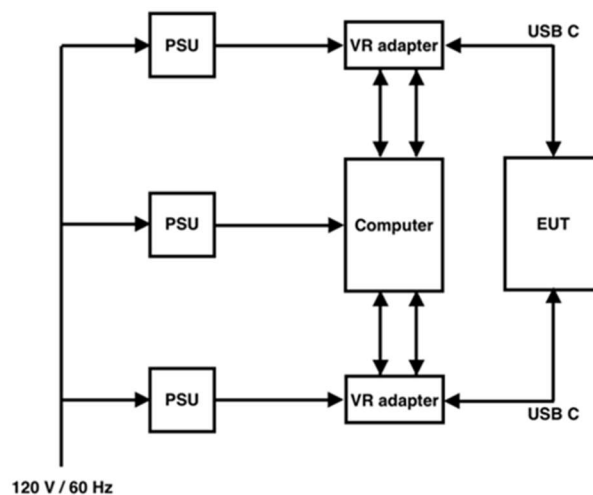 USB C
PSU
VR adapter
PSU
Computer
EUT
PSU
VR adapter
USB C
120 V / 60 Hz